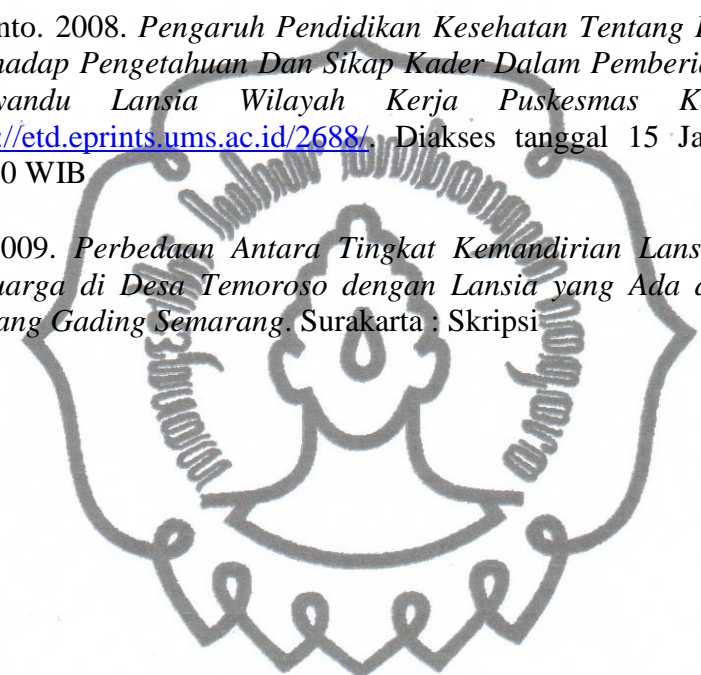 nto. 2008. Pengaruh Pendidikan Kesehatan Tentang
hadap Pengetahuan Dan Sikap Kader Dalam Pemberia
yandu Lansia Wilayah Kerja Puskesmas K
://etd.eprints.ums.ac.id/2688/. Diakses tanggal 15 Ja
0 WIB
009. Perbedaan Antara Tingkat Kemandirian Lans
uarga di Desa Temoroso dengan Lansia yang Ada
ang Gading Semarang. Surakarta : Skripsi